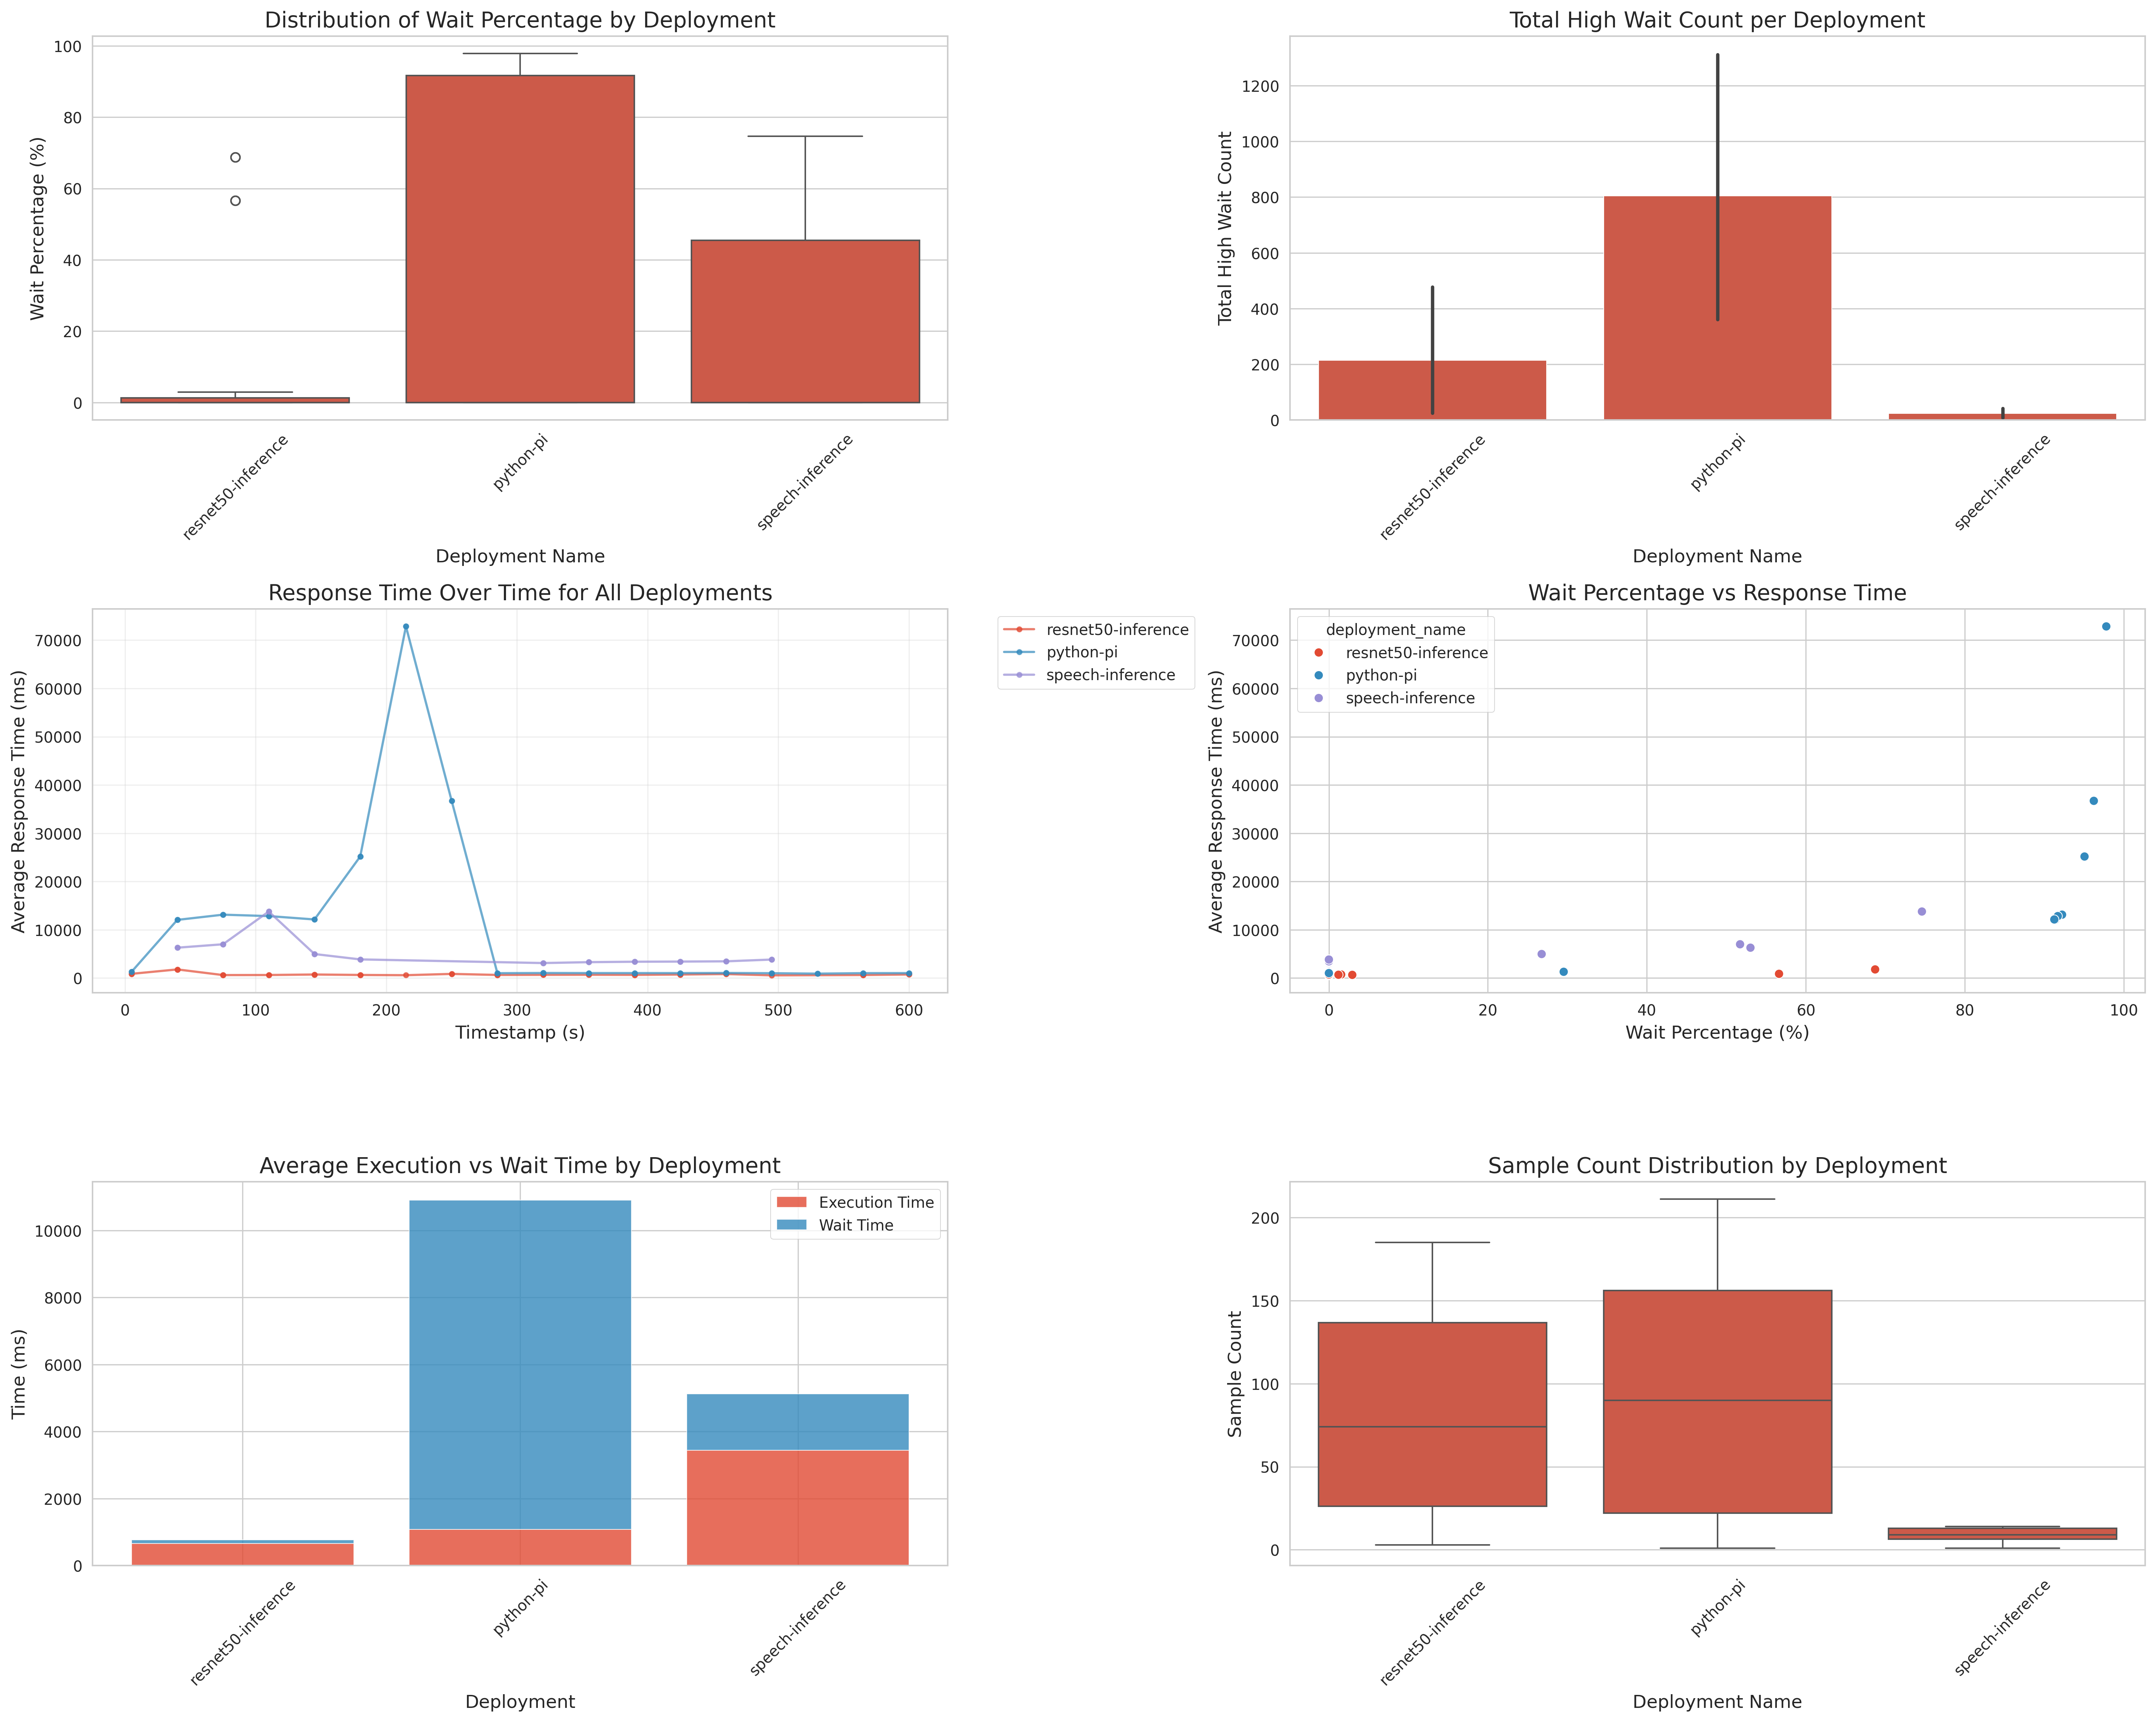 Distribution of Wait Percentage by Deployment
Wait Percentage (%)
100
80
60
40
20
0
resnet50-inference
python-pi
speech-inference
Deployment Name
Total High Wait Count per Deployment
Total High Wait Count
1200
1000
800
600
400
200
0
resnet50-inference
python-pi
speech-inference
Deployment Name
Response Time Over Time for All Deployments
Average Response Time (ms)
70000
60000
50000
40000
30000
20000
10000
0
0 100 200 300 400 500 600
Timestamp (s)
resnet50-inference
python-pi
speech-inference
Wait Percentage vs Response Time
Average Response Time (ms)
70000
60000
50000
40000
30000
20000
10000
0
deployment_name
resnet50-inference
python-pi
speech-inference
0 20 40 60 80 100
Wait Percentage (%)
Average Execution vs Wait Time by Deployment
Time (ms)
10000
8000
6000
4000
2000
0
Execution Time
Wait Time
resnet50-inference
python-pi
speech-inference
Deployment
Sample Count Distribution by Deployment
Sample Count
200
150
100
50
0
resnet50-inference
python-pi
speech-inference
Deployment Name